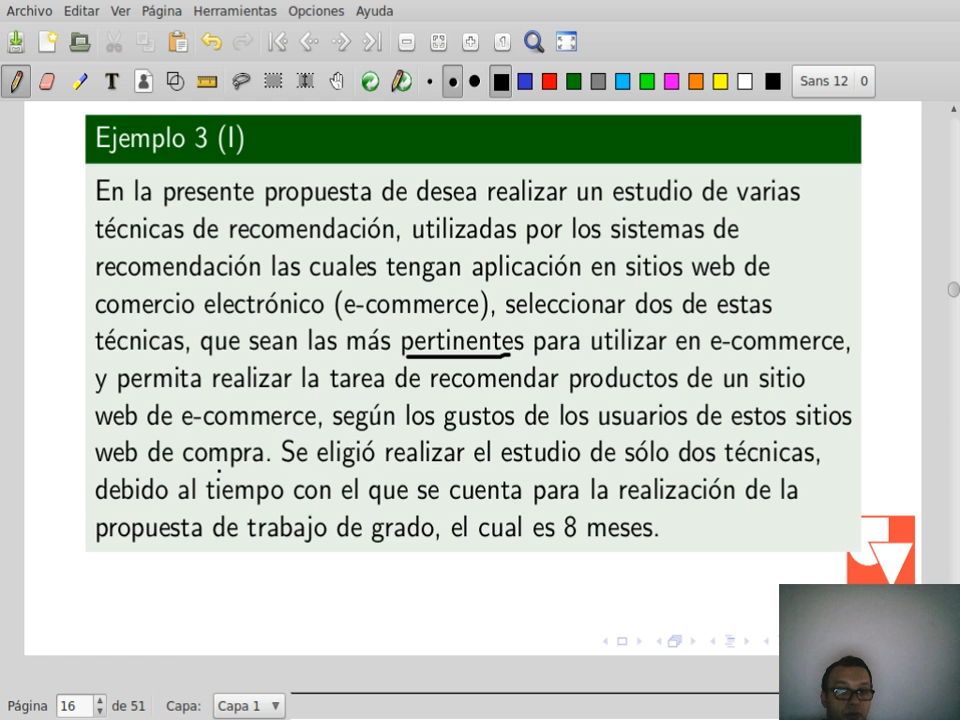 Archivo Editar Ver Página Herramientas Opciones Ayuda
T Sans 12 0
Ejemplo 3 (I)
En la presente propuesta de desea realizar un estudio de varias
técnicas de recomendación, utilizadas por los sistemas de
recomendación las cuales tengan aplicación en sitios web de
comercio electrónico (e-commerce), seleccionar dos de estas
técnicas, que sean las más pertinentes para utilizar en e-commerce,
y permita realizar la tarea de recomendar productos de un sitio
web de e-commerce, según los gustos de los usuarios de estos sitios
web de compra. Se eligió realizar el estudio de sólo dos técnicas,
debido al tiempo con el que se cuenta para la realización de la
propuesta de trabajo de grado, el cual es 8 meses.
Página 16 de 51 Capa: Capa 1